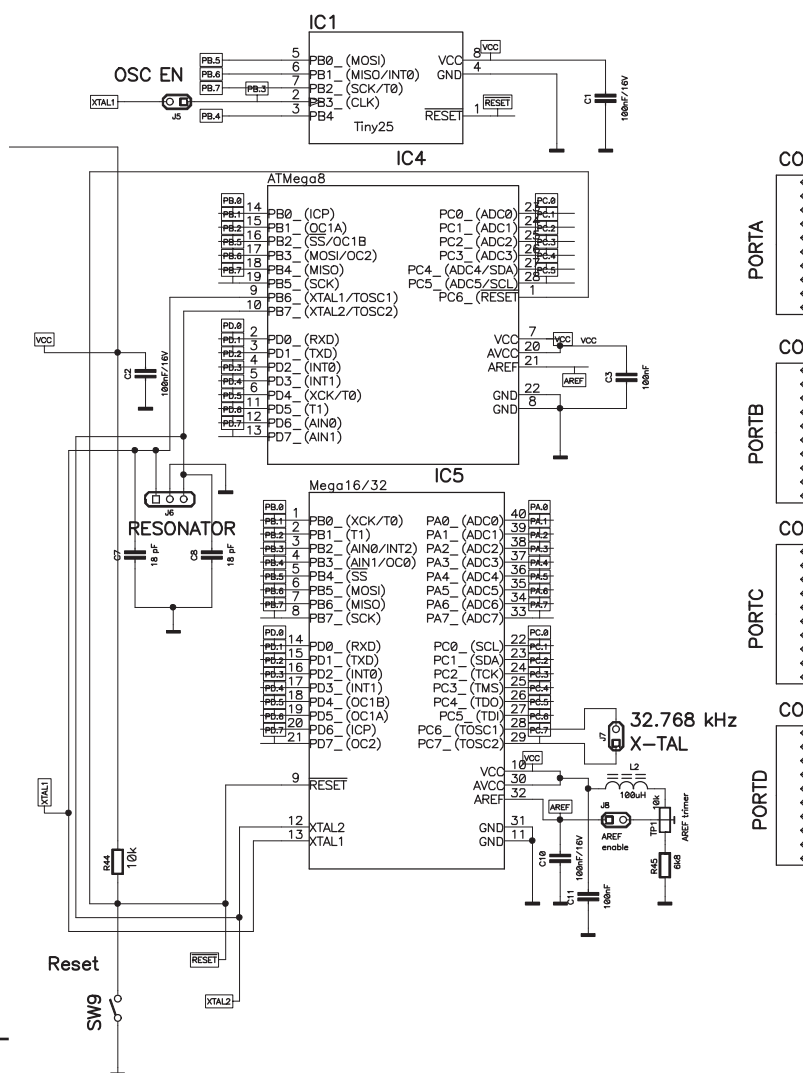 IC1
OSC EN
XTAL1
J5
PB.5
PB.6
PB.7
PB.3
PB.4
5 PB0_(MOSI)
6 PB1_(MISO/INT0)
7 PB2_(SCK/T0)
2 PB3_(CLK)
3 PB4
VCC 8
GND 4
RESET 1
Tiny25
VCC
RESET
C1
100nF/16V
IC4
ATMega8
PB.0
PB.1
PB.2
PB.5
PB.6
PB.7
14 PB0_(ICP)
15 PB1_(OC1A)
16 PB2_(SS/OC1B
17 PB3_(MOSI/OC2)
18 PB4_(MISO)
19 PB5_(SCK)
9 PB6_(XTAL1/TOSC1)
10 PB7_(XTAL2/TOSC2)
PD.0
PD.1
PD.2
PD.3
PD.4
PD.5
PD.6
PD.7
2 PD0_(RXD)
3 PD1_(TXD)
4 PD2_(INT0)
5 PD3_(INT1)
6 PD4_(XCK/T0)
11 PD5_(T1)
12 PD6_(AIN0)
13 PD7_(AIN1)
PC0_(ADC0) 23
PC1_(ADC1) 24
PC2_(ADC2) 25
PC3_(ADC3) 26
PC4_(ADC4/SDA) 27
PC5_(ADC5/SCL) 28
PC6_(RESET 1
PC.0
PC.1
PC.2
PC.3
PC.4
PC.5
VCC 7
AVCC 20
AREF 21
GND 22
GND 8
VCC
VCC
AREF
C3
100nF
VCC
C2
100nF/16V
J6
RESONATOR
C7
18 pF
C8
18 pF
IC5
Mega16/32
PB.0
PB.1
PB.2
PB.3
PB.4
PB.5
PB.6
PB.7
1 PB0_(XCK/T0)
2 PB1_(T1)
3 PB2_(AIN0/INT2)
4 PB3_(AIN1/OC0)
5 PB4_(SS
6 PB5_(MOSI)
7 PB6_(MISO)
8 PB7_(SCK)
PD.0
PD.1
PD.2
PD.3
PD.4
PD.5
PD.6
PD.7
14 PD0_(RXD)
15 PD1_(TXD)
16 PD2_(INT0)
17 PD3_(INT1)
18 PD4_(OC1B)
19 PD5_(OC1A)
20 PD6_(ICP)
21 PD7_(OC2)
9 RESET
12 XTAL2
13 XTAL1
PA0_(ADC0) 40
PA1_(ADC1) 39
PA2_(ADC2) 38
PA3_(ADC3) 37
PA4_(ADC4) 36
PA5_(ADC5) 35
PA6_(ADC6) 34
PA7_(ADC7) 33
PA.0
PA.1
PA.2
PA.3
PA.4
PA.5
PA.6
PA.7
PC0_(SCL) 22
PC1_(SDA) 23
PC2_(TCK) 24
PC3_(TMS) 25
PC4_(TDO) 26
PC5_(TDI) 27
PC6_(TOSC1) 28
PC7_(TOSC2) 29
PC.0
PC.1
PC.2
PC.3
PC.4
PC.5
PC.6
PC.7
VCC 10
AVCC 30
AREF 32
GND 31
GND 11
VCC
AREF
J7
32.768 kHz
X-TAL
L2
100uH
J8
AREF
enable
TP1
10k
AREF trimer
R45
6k8
C10
100nF/16V
C11
100nF
XTAL1
R44
10k
Reset
RESET
XTAL2
SW9
CO
PORTA
CO
PORTB
CO
PORTC
CO
PORTD